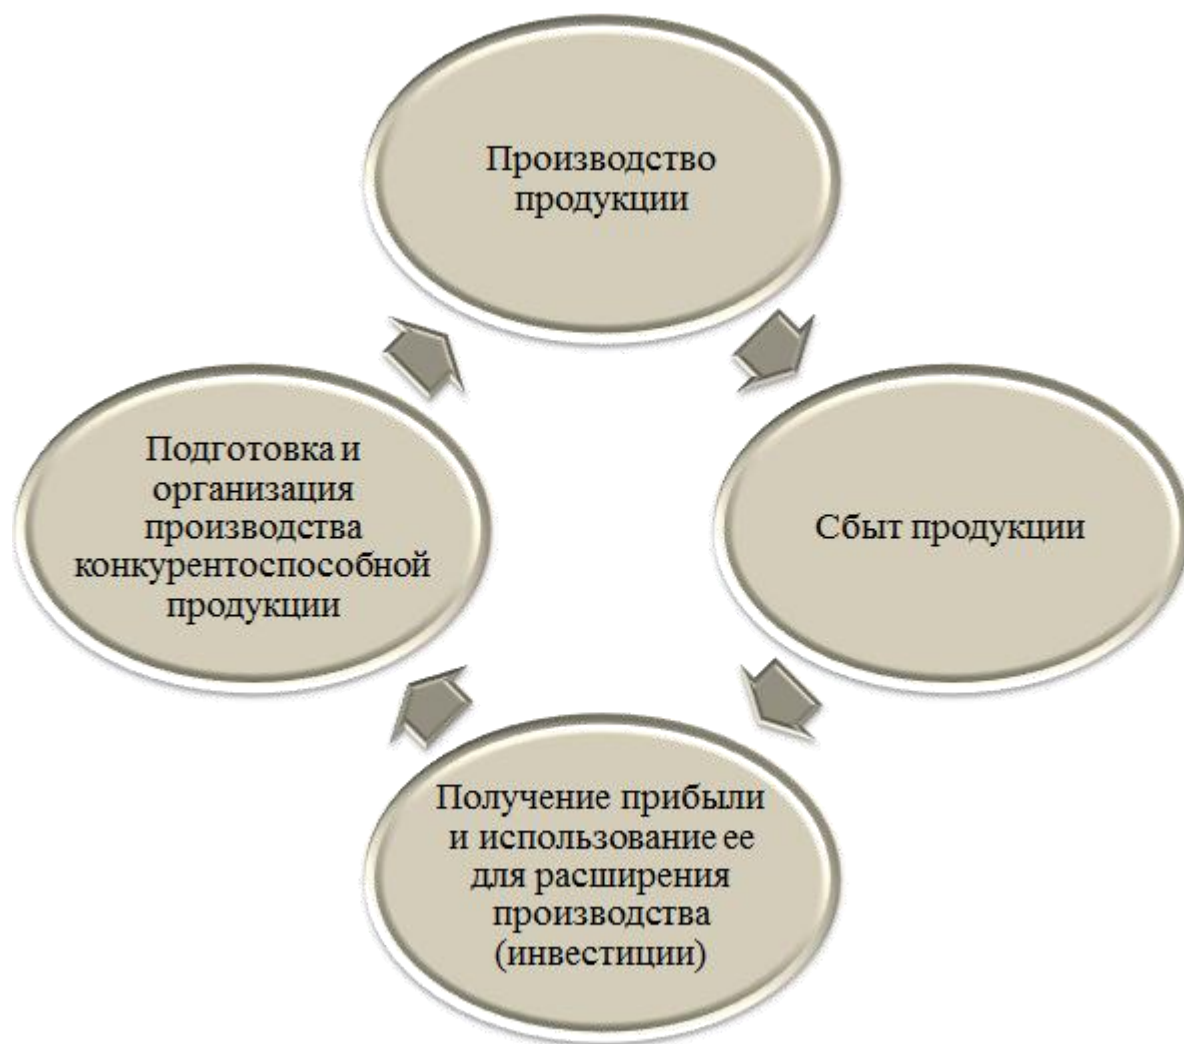 Производство
продукции
Подготовка и
организация
производства
конкурентоспособной
продукции
Сбыт продукции
Получение прибыли
и использование ее
для расширения
производства
(инвестиции)